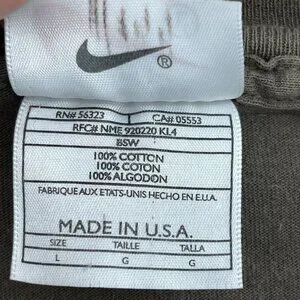 ®
RN# 56323 CA# 05553
RFC# NME 920220 KL4
BSW
100% COTTON
100% COTON
100% ALGODON
FABRIQUE AUX ETATS-UNIS HECHO EN E.U.A.
MADE IN U.S.A.
SIZE TAILLE TALLA
L G G